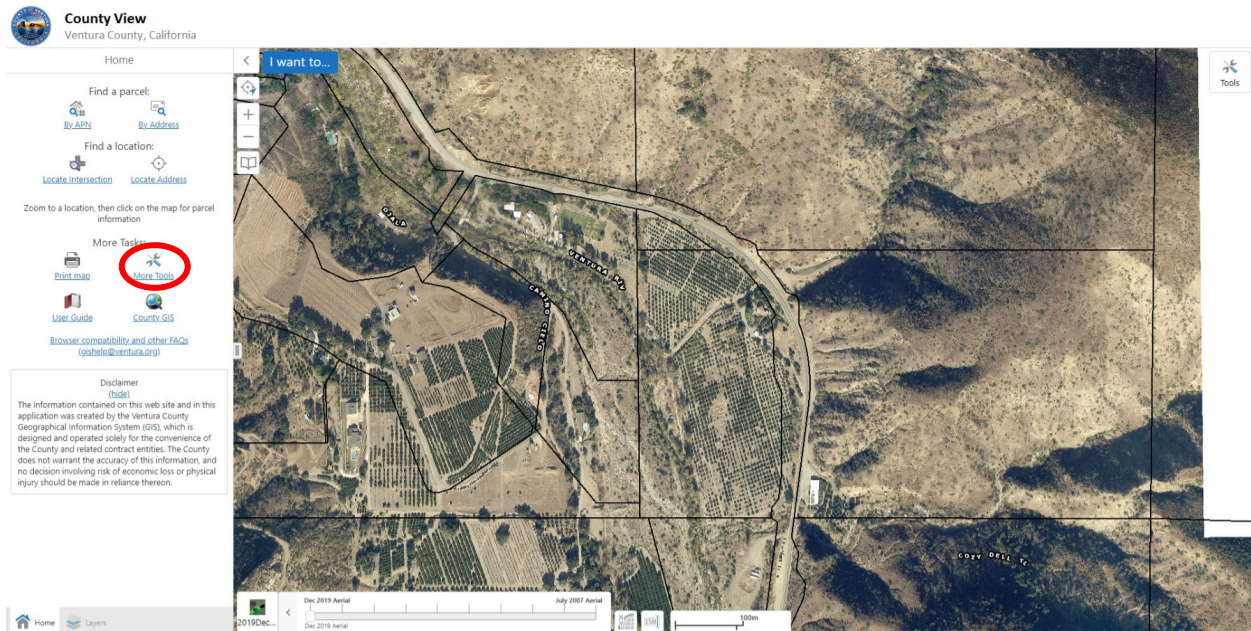 County View
Ventura County, California
Home
I want to...
Tools
Find a parcel:
By APN
By Address
Find a location:
Locate Intersection
Locate Address
Zoom to a location, then click on the map for parcel
information
More Tasks:
Print map
More Tools
User Guide
County GIS
Browser compatibility and other FAQs
(gishelp@ventura.org)
Disclaimer
(hide)
The information contained on this web site and in this
application was created by the Ventura County
Geographical Information System (GIS), which is
designed and operated solely for the convenience of
the County and related contract entities. The County
does not warrant the accuracy of this information, and
no decision involving risk of economic loss or physical
injury should be made in reliance thereon.
OJALA
VENTURA RIV
CAMINO CIELO
COZY DELL
Home
Layers
2019Dec...
Dec 2019 Aerial
July 2007 Aerial
Dec 2019 Aerial
100m